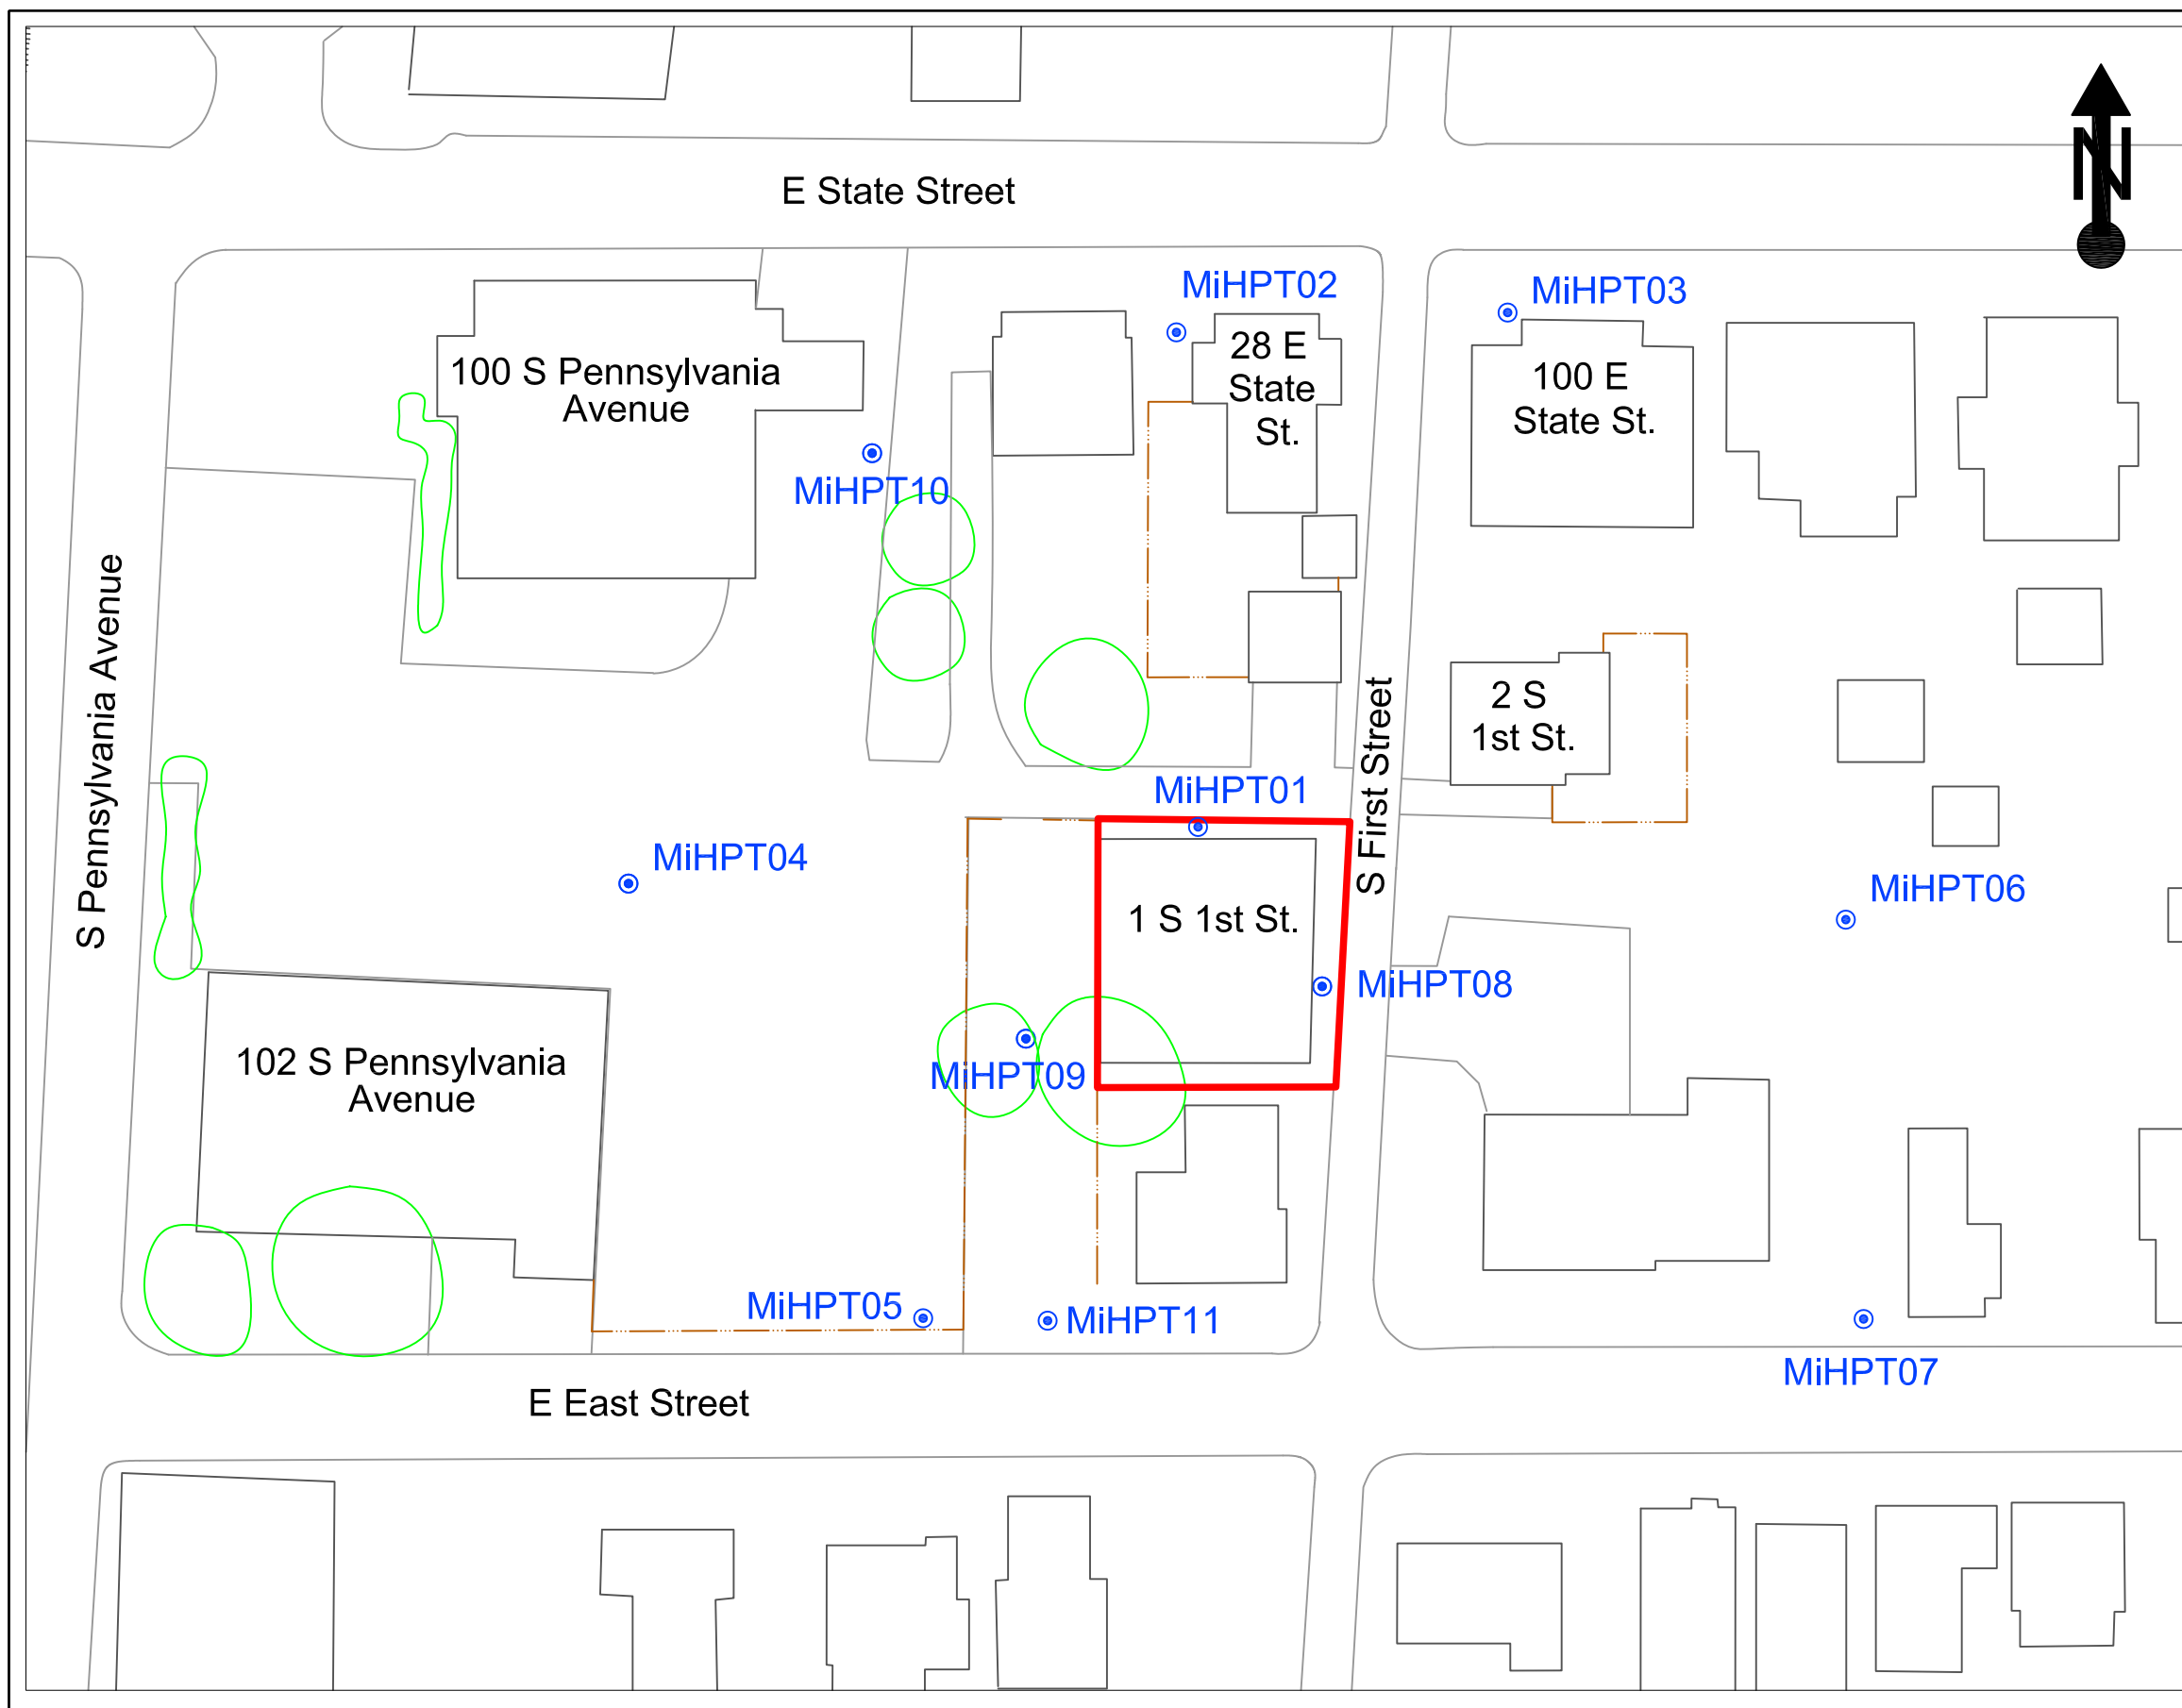 E State Street
N
MiHPT02
MiHPT03
28 E
State
St.
100 S Pennsylvania
Avenue
100 E
State St.
MiHPT10
S Pennsylvania Avenue
2 S
1st St.
S First Street
MiHPT01
MiHPT04
MiHPT06
1 S 1st St.
MiHPT08
102 S Pennsylvania
Avenue
MiHPT09
MiHPT05
MiHPT11
MiHPT07
E East Street